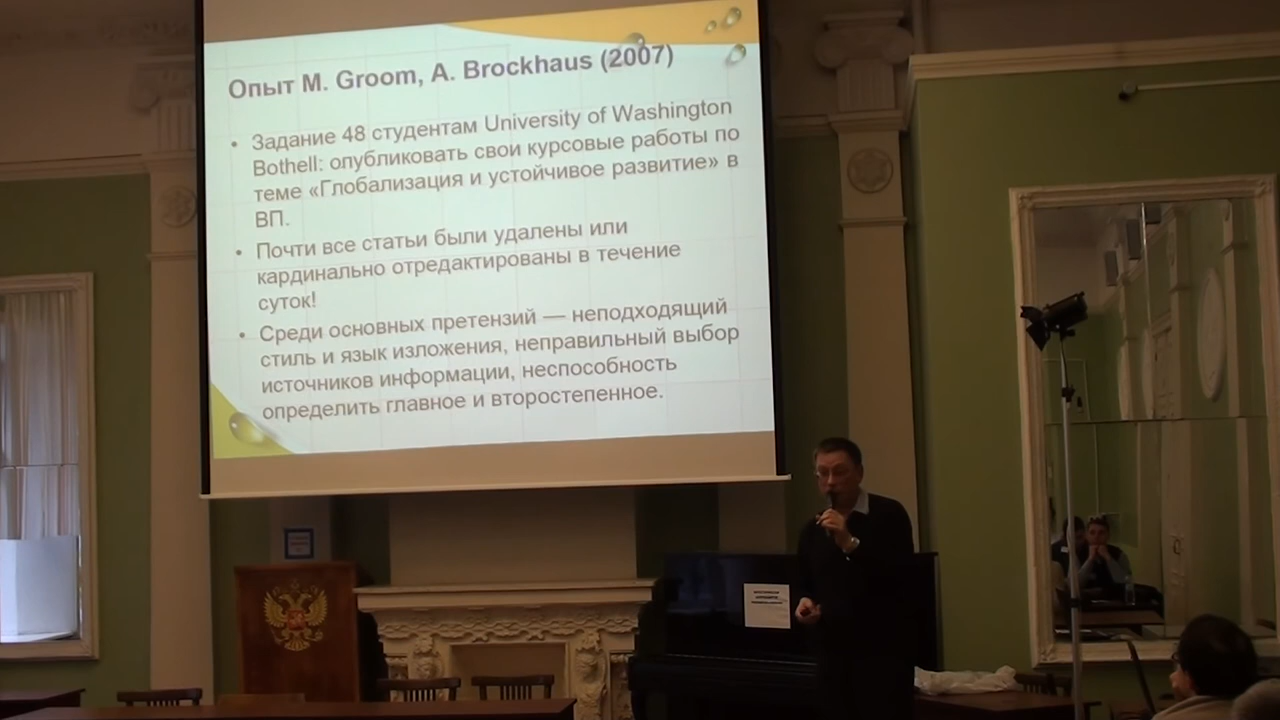 Опыт M. Groom, A. Brockhaus (2007)
• Задание 48 студентам University of Washington
Bothell: опубликовать свои курсовые работы по
теме «Глобализация и устойчивое развитие» в
ВП.
• Почти все статьи были удалены или
кардинально отредактированы в течение
суток!
• Среди основных претензий — неподходящий
стиль и язык изложения, неправильный выбор
источников информации, неспособность
определить главное и второстепенное.